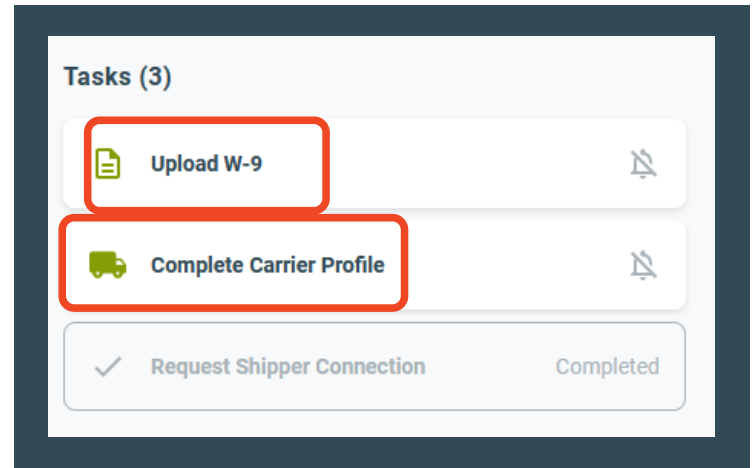 Tasks (3)
Upload W-9
Complete Carrier Profile
Request Shipper Connection Completed